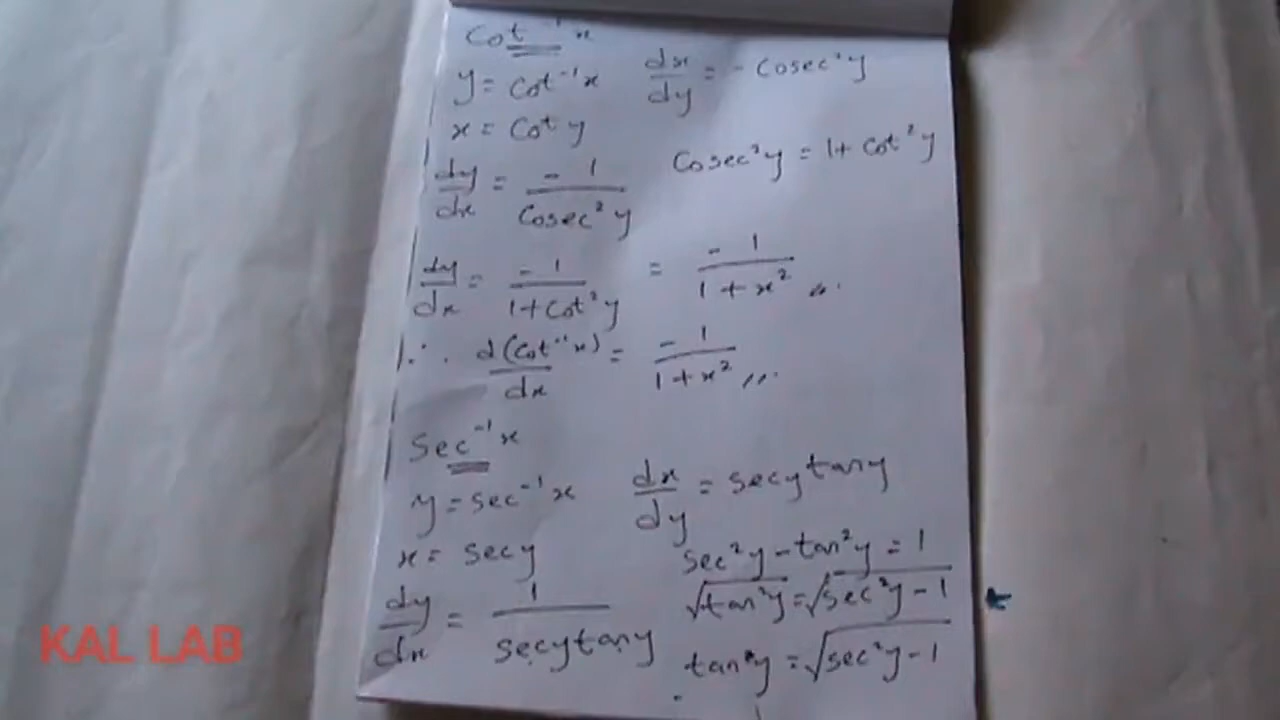 Cot⁻¹ x
y = Cot⁻¹x dx/dy = - Cosec²y
x = Cot y
Cosec²y = 1 + Cot²y
dy/dx = - 1/Cosec² y
dy/dx = - 1/1+Cot²y = - 1/1+x² //.
∴ d(Cot⁻¹x)/dx = - 1/1+x² //.
Sec⁻¹x
y = sec⁻¹x dx/dy = secytany
x = secy
sec²y - tan²y = 1
√tan²y = √sec²y - 1
dy/dx = 1/secytany
tany = √sec²y - 1
KAL LAB